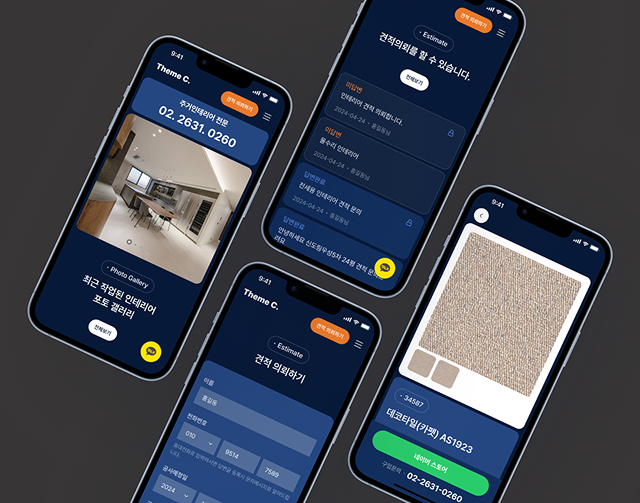 9:41
Theme C.
견적 의뢰하기
주거인테리어 전문
02. 2631. 0260
· Photo Gallery
최근 작업된 인테리어
포토 갤러리
전체보기
견적 의뢰하기
· Estimate
견적의뢰를 할 수 있습니다.
전체보기
미답변
인테리어 견적 의뢰합니다.
2024-04-24 · 홍길동님
미답변
올수리 인테리어
2024-04-24 · 홍길동님
답변완료
전세용 인테리어 견적 문의
2024-04-24 · 홍길동님
답변완료
안녕하세요 신도림우성5차 24평 견적 문
려요
9:41
Theme C.
견적 의뢰하기
· Estimate
견적 의뢰하기
이름
홍길동
전화번호
010
9514
7589
공사예정일
2024
9:41
· 34587
데코타일(카펫) AS1923
네이버 스토어
구입문의 · 02-2631-0260